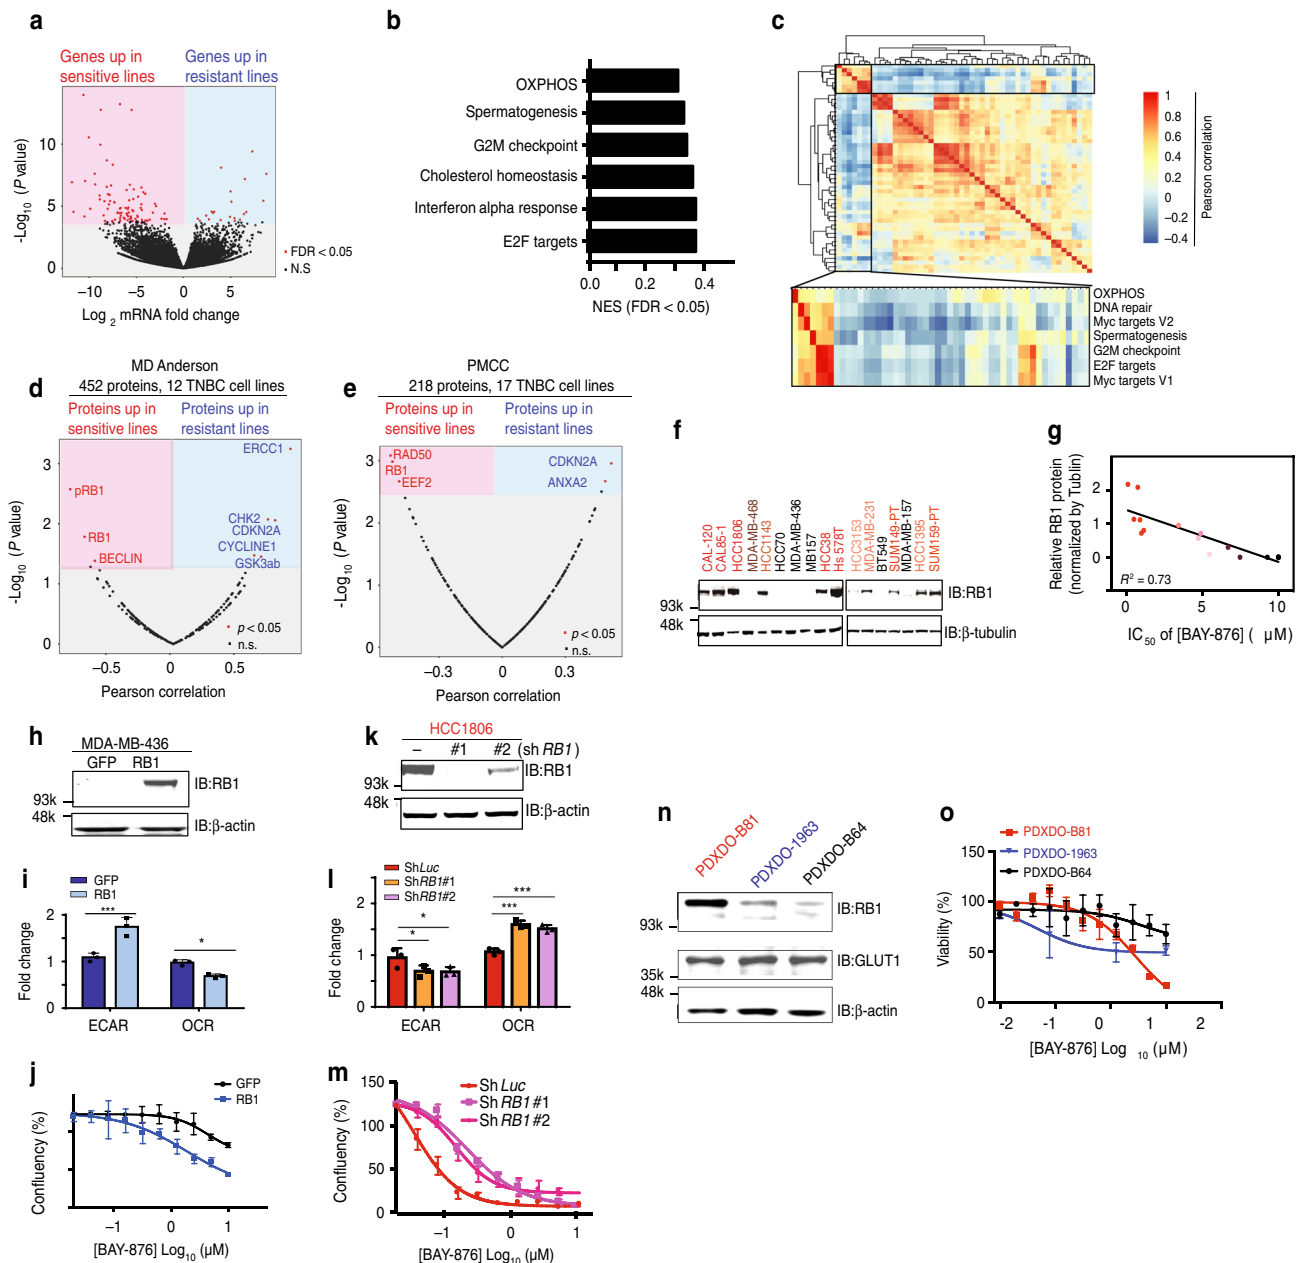 a
Genes up in
sensitive lines
Genes up in
resistant lines
-Log10 (P value)
10
5
0
−10
−5
0
5
Log 2 mRNA fold change
FDR < 0.05
N.S
b
OXPHOS
Spermatogenesis
G2M checkpoint
Cholesterol homeostasis
Interferon alpha response
E2F targets
0.0
0.2
0.4
NES (FDR < 0.05)
c
1
0.8
0.6
0.4
0.2
0
−0.2
−0.4
Pearson correlation
OXPHOS
DNA repair
Myc targets V2
Spermatogenesis
G2M checkpoint
E2F targets
Myc targets V1
d
MD Anderson
452 proteins, 12 TNBC cell lines
Proteins up in
sensitive lines
Proteins up in
resistant lines
-Log10 (P value)
3
2
1
0
ERCC1
pRB1
CHK2
CDKN2A
RB1
CYCLINE1
BECLIN
GSK3ab
p < 0.05
n.s.
−0.5
0
0.5
Pearson correlation
e
PMCC
218 proteins, 17 TNBC cell lines
Proteins up in
sensitive lines
Proteins up in
resistant lines
-Log10 (P value)
3
2
1
0
RAD50
RB1
EEF2
CDKN2A
ANXA2
p < 0.05
n.s.
−0.3
0
0.3
Pearson correlation
f
CAL-120
CAL85-1
HCC1806
MDA-MB-468
HCC1143
HCC70
MDA-MB-436
MB157
HCC38
Hs 578T
HCC3153
MDA-MB-231
BT549
SUM149-PT
MDA-MB-157
HCC1395
SUM159-PT
93k
48k
IB:RB1
IB:β-tubulin
g
Relative RB1 protein
(normalized by Tublin)
2
1
0
R² = 0.73
0
5
10
IC50 of [BAY-876] ( μM)
h
MDA-MB-436
GFP RB1
IB:RB1
93k
48k
IB:β-actin
k
HCC1806
– #1 #2 (sh RB1)
IB:RB1
93k
48k
IB:β-actin
i
GFP
RB1
Fold change
2
1
0
***
*
ECAR
OCR
l
ShLuc
ShRB1#1
ShRB1#2
Fold change
2.0
1.5
1.0
0.5
0
*
*
***
***
ECAR
OCR
j
GFP
RB1
Confluency (%)
−1
0
1
[BAY-876] Log10 (μM)
m
Sh Luc
Sh RB1 #1
Sh RB1 #2
Confluency (%)
150
100
50
0
−1
0
1
[BAY-876] Log10 (μM)
n
PDXDO-B81
PDXDO-1963
PDXDO-B64
IB:RB1
93k
IB:GLUT1
35k
48k
IB:β-actin
o
PDXDO-B81
PDXDO-1963
PDXDO-B64
Viability (%)
150
100
50
0
-2
-1
0
1
2
[BAY-876] Log 10 (μM)